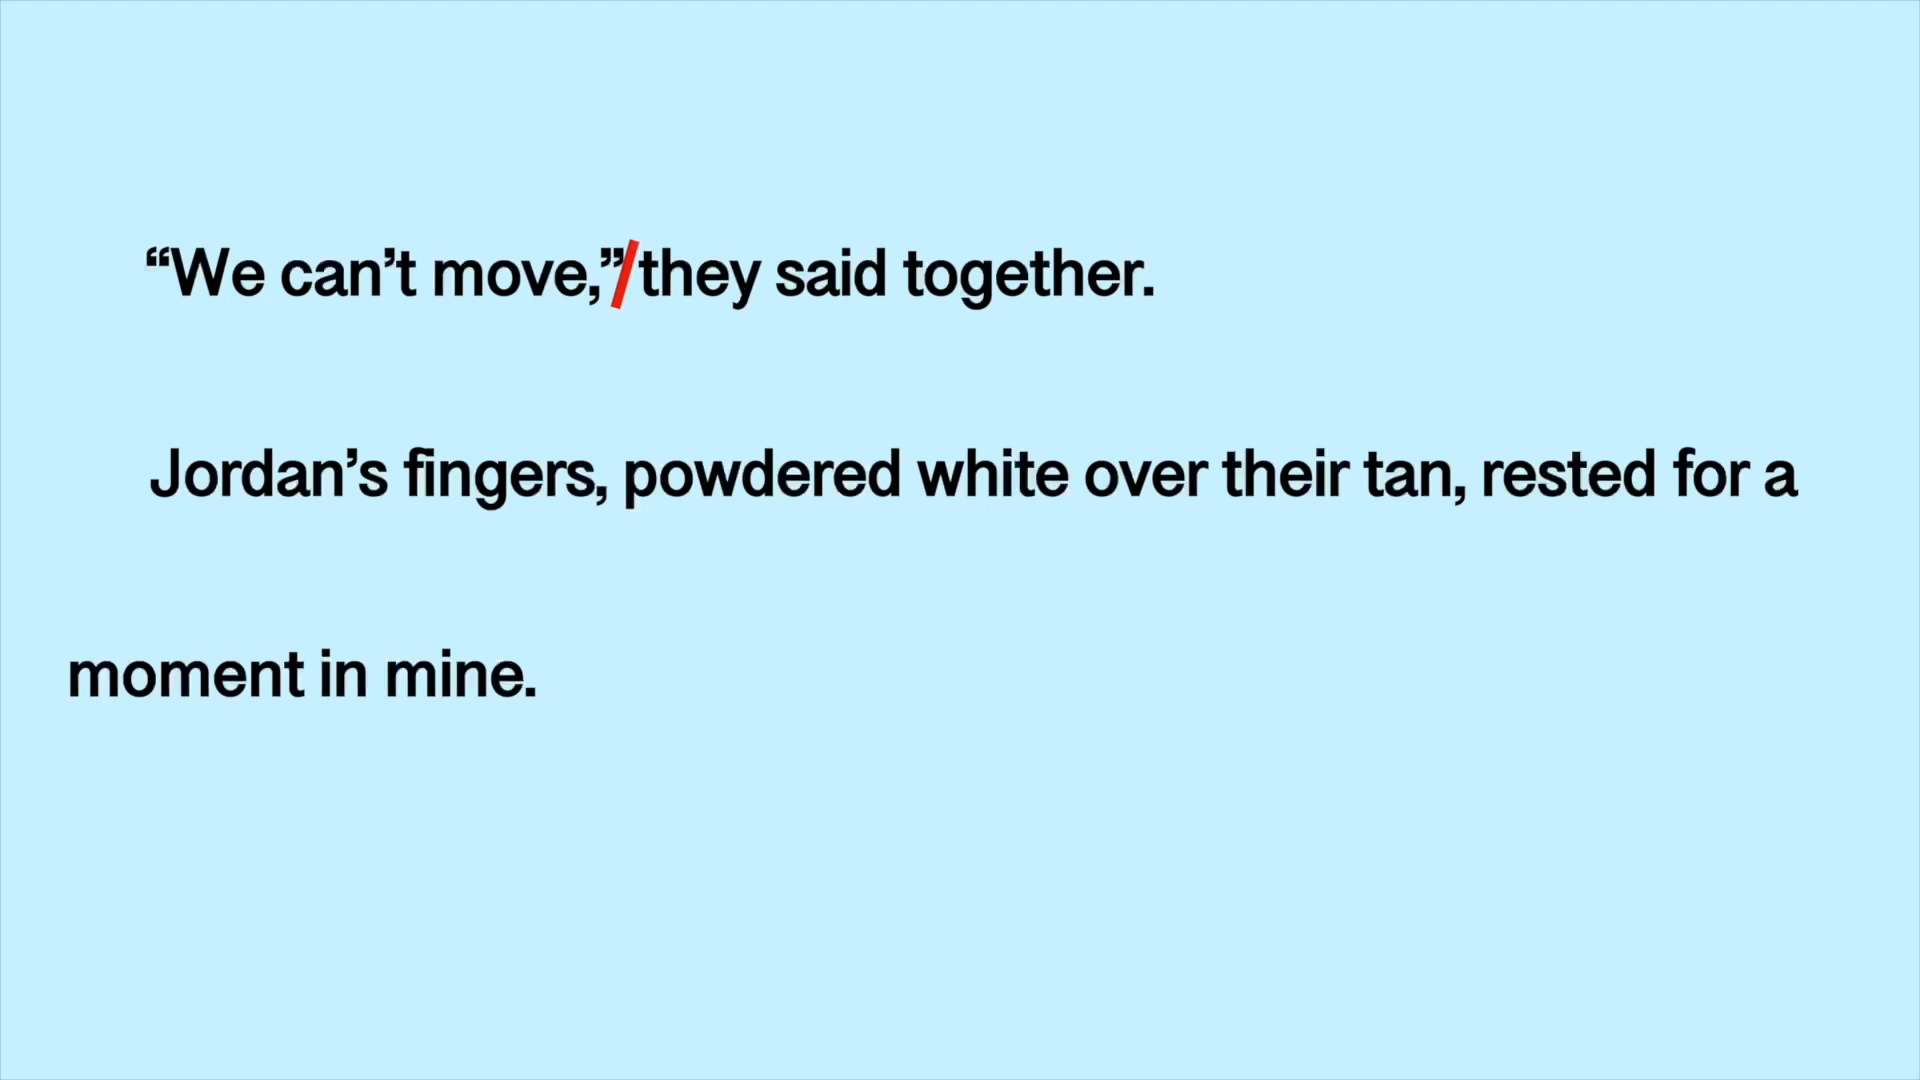 “We can’t move,”/they said together.
Jordan’s fingers, powdered white over their tan, rested for a
moment in mine.